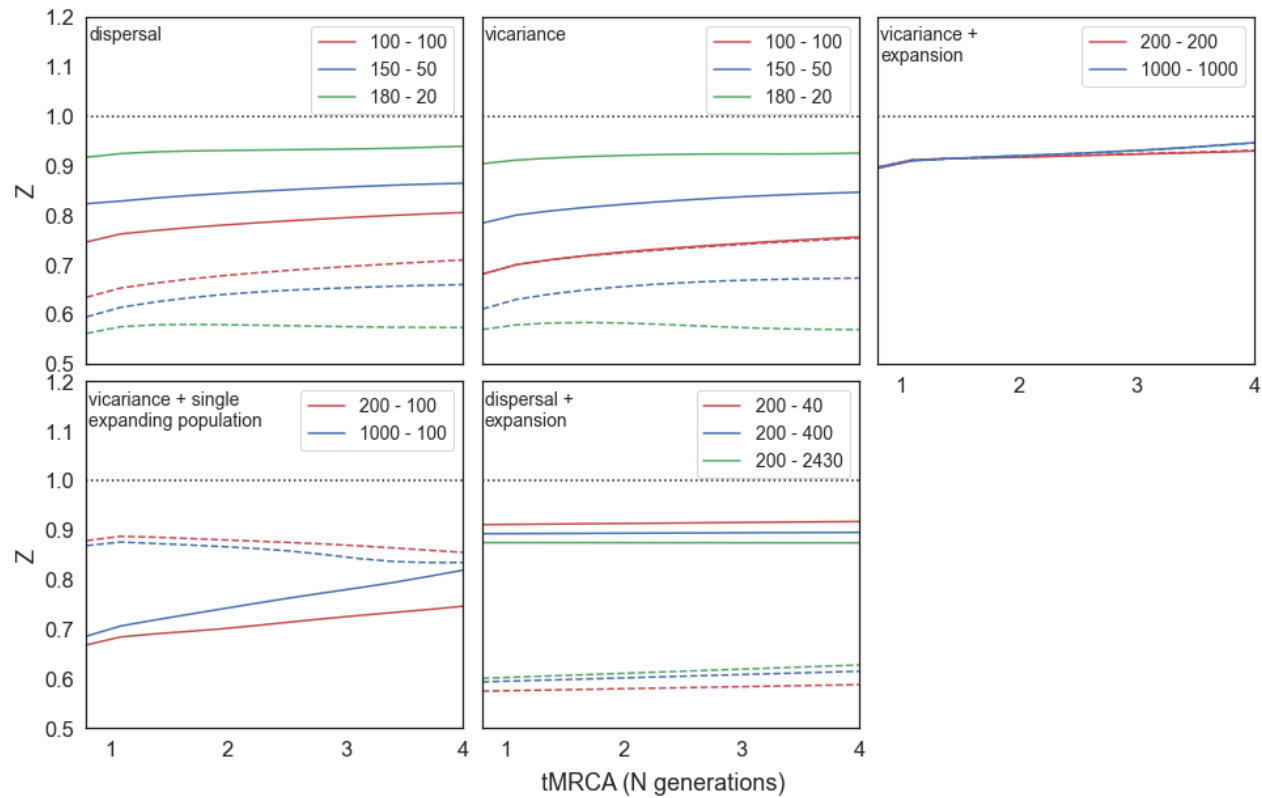 1.2
1.1
1.0
0.9
0.8
0.7
0.6
0.5
Z
dispersal
100 - 100
150 - 50
180 - 20
vicariance
100 - 100
150 - 50
180 - 20
vicariance +
expansion
200 - 200
1000 - 1000
1 2 3 4
1.2
1.1
1.0
0.9
0.8
0.7
0.6
0.5
Z
vicariance + single
expanding population
200 - 100
1000 - 100
1 2 3 4
dispersal +
expansion
200 - 40
200 - 400
200 - 2430
1 2 3 4
tMRCA (N generations)